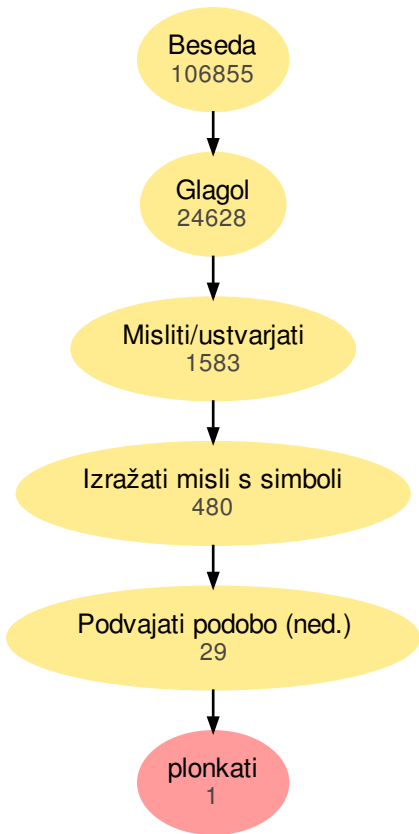 Beseda
106855
Glagol
24628
Misliti/ustvarjati
1583
Izražati misli s simboli
480
Podvajati podobo (ned.)
29
plonkati
1